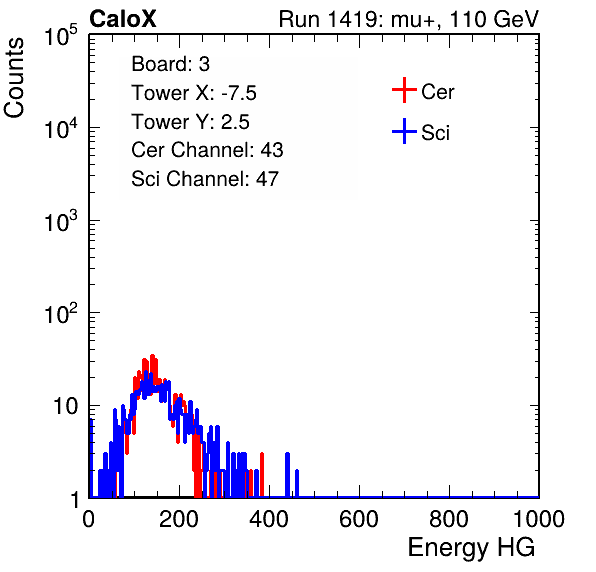 CaloX Run 1419: mu+, 110 GeV
Counts
Board: 3
Tower X: -7.5
Tower Y: 2.5
Cer Channel: 43
Sci Channel: 47
Cer
Sci
10^5
10^4
10^3
10^2
10
1
0 200 400 600 800 1000
Energy HG